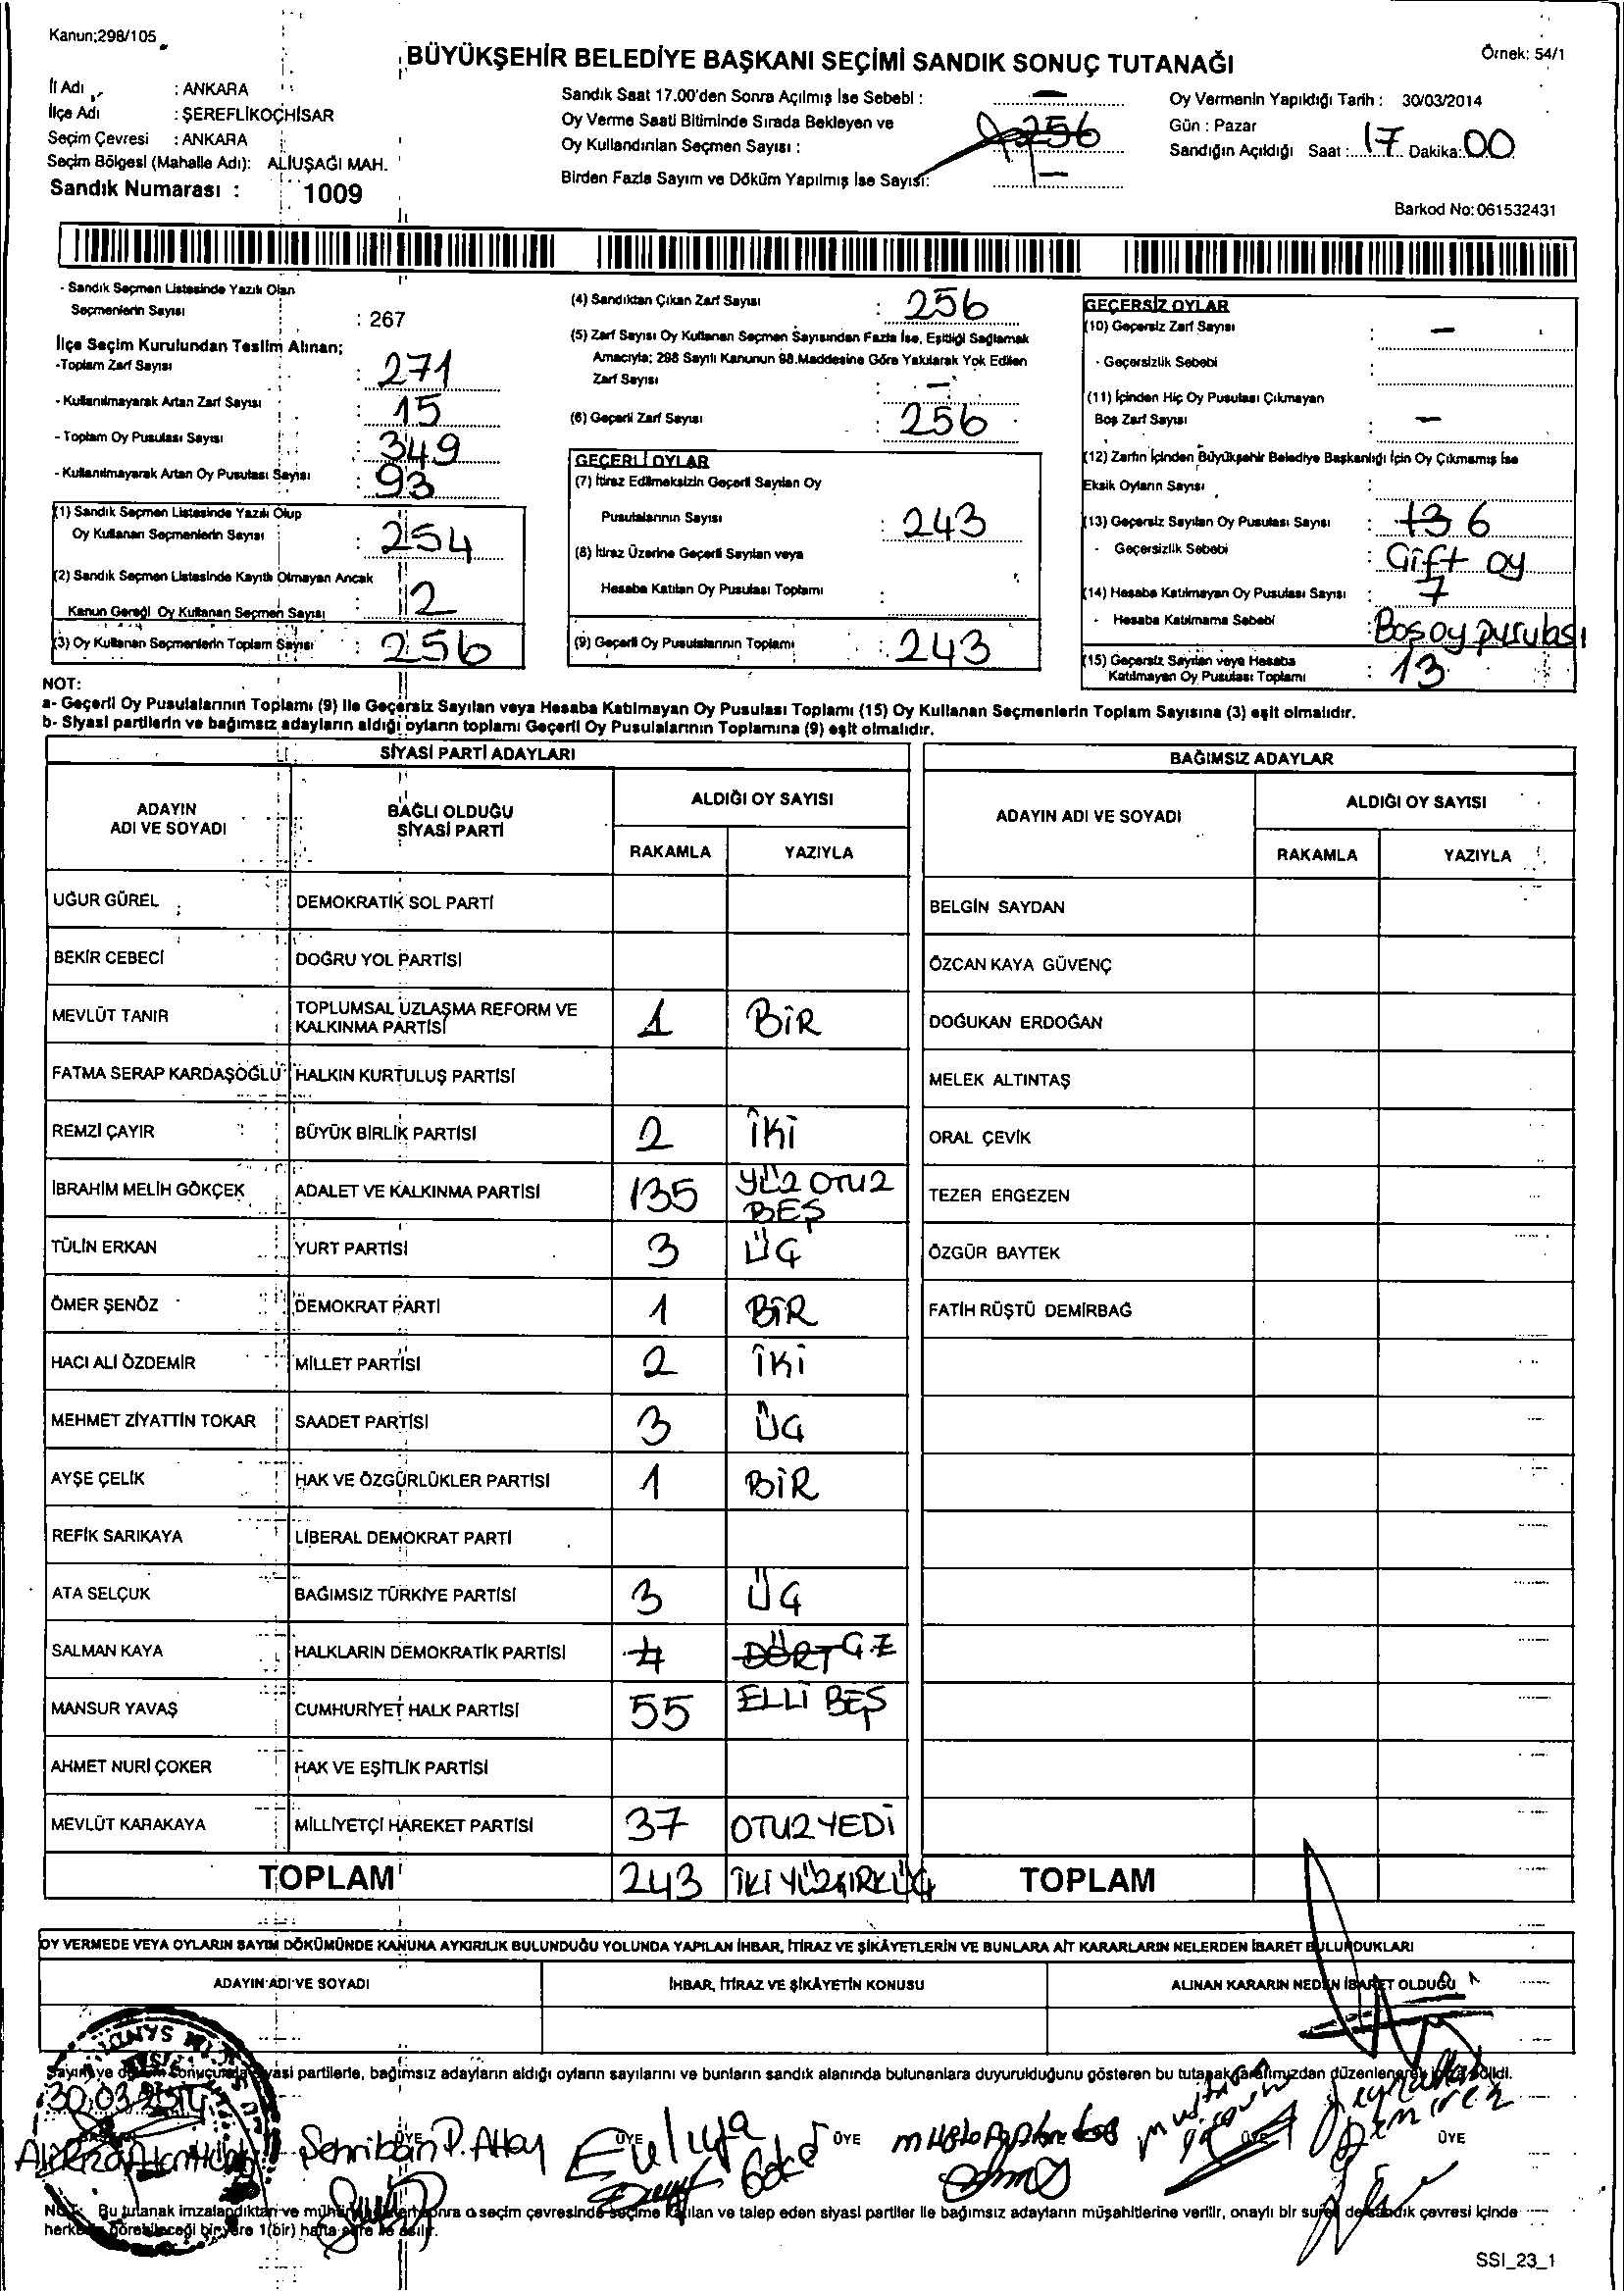 Kanun;298/105
Örnek: 54/1
BÜYÜKŞEHİR BELEDİYE BAŞKANI SEÇİMİ SANDIK SONUÇ TUTANAĞI
İl Adı : ANKARA
İlçe Adı : ŞEREFLİKOÇHİSAR
Seçim Çevresi : ANKARA
Seçim Bölgesi (Mahalle Adı): ALİUŞAĞI MAH.
Sandık Numarası : 1009
Sandık Saat 17.00'den Sonra Açılmış İse Sebebi : —
Oy Verme Saati Bitiminde Sırada Bekleyen ve
Oy Kullandırılan Seçmen Sayısı : 256
Birden Fazla Sayım ve Döküm Yapılmış İse Sayısı: —
Oy Vermenin Yapıldığı Tarih : 30/03/2014
Gün : Pazar
Sandığın Açıldığı Saat : 17 Dakika: 00
Barkod No: 061532431
- Sandık Seçmen Listesinde Yazılı Olan
Seçmenlerin Sayısı : 267
İlçe Seçim Kurulundan Teslim Alınan;
-Toplam Zarf Sayısı : 271
- Kullanılmayarak Artan Zarf Sayısı : 15
- Toplam Oy Pusulası Sayısı : 349
- Kullanılmayarak Artan Oy Pusulası Sayısı : 93
(1) Sandık Seçmen Listesinde Yazılı Olup
Oy Kullanan Seçmenlerin Sayısı : 254
(2) Sandık Seçmen Listesinde Kayıtlı Olmayan Ancak
Kanun Gereği Oy Kullanan Seçmen Sayısı : 2
(3) Oy Kullanan Seçmenlerin Toplam Sayısı : 256
(4) Sandıktan Çıkan Zarf Sayısı : 256
(5) Zarf Sayısı Oy Kullanan Seçmen Sayısından Fazla İse, Eşitliği Sağlamak
Amacıyla; 298 Sayılı Kanunun 98.Maddesine Göre Yakılarak Yok Edilen
Zarf Sayısı : —
(6) Geçerli Zarf Sayısı : 256
GEÇERLİ OYLAR
(7) İtiraz Edilmeksizin Geçerli Sayılan Oy
Pusulalarının Sayısı : 243
(8) İtiraz Üzerine Geçerli Sayılan veya
Hesaba Katılan Oy Pusulası Toplamı :
(9) Geçerli Oy Pusulalarının Toplamı : 243
GEÇERSİZ OYLAR
(10) Geçersiz Zarf Sayısı : —
- Geçersizlik Sebebi :
(11) İçinden Hiç Oy Pusulası Çıkmayan
Boş Zarf Sayısı : —
(12) Zarfın İçinden Büyükşehir Belediye Başkanlığı İçin Oy Çıkmamış İse
Eksik Oyların Sayısı :
(13) Geçersiz Sayılan Oy Pusulası Sayısı : 13 6
- Geçersizlik Sebebi : Çift oy
(14) Hesaba Katılmayan Oy Pusulası Sayısı : 7
- Hesaba Katılmama Sebebi : Boş oy pusulası
(15) Geçersiz Sayılan veya Hesaba
Katılmayan Oy Pusulası Toplamı : 13
NOT:
a- Geçerli Oy Pusulalarının Toplamı (9) ile Geçersiz Sayılan veya Hesaba Katılmayan Oy Pusulası Toplamı (15) Oy Kullanan Seçmenlerin Toplam Sayısına (3) eşit olmalıdır.
b- Siyasi partilerin ve bağımsız adayların aldığı oyların toplamı Geçerli Oy Pusulalarının Toplamına (9) eşit olmalıdır.
SİYASİ PARTİ ADAYLARI
ADAYIN ADI VE SOYADI
BAĞLI OLDUĞU SİYASİ PARTİ
ALDIĞI OY SAYISI
RAKAMLA YAZIYLA
UĞUR GÜREL DEMOKRATİK SOL PARTİ
BEKİR CEBECİ DOĞRU YOL PARTİSİ
MEVLÜT TANIR TOPLUMSAL UZLAŞMA REFORM VE KALKINMA PARTİSİ 1 BİR
FATMA SERAP KARDAŞOĞLU HALKIN KURTULUŞ PARTİSİ
REMZİ ÇAYIR BÜYÜK BİRLİK PARTİSİ 2 İKİ
İBRAHİM MELİH GÖKÇEK ADALET VE KALKINMA PARTİSİ 135 YÜZ OTUZ BEŞ
TÜLİN ERKAN YURT PARTİSİ 3 ÜÇ
ÖMER ŞENÖZ DEMOKRAT PARTİ 1 BİR
HACI ALİ ÖZDEMİR MİLLET PARTİSİ 2 İKİ
MEHMET ZİYATTİN TOKAR SAADET PARTİSİ 3 ÜÇ
AYŞE ÇELİK HAK VE ÖZGÜRLÜKLER PARTİSİ 1 BİR
REFİK SARIKAYA LİBERAL DEMOKRAT PARTİ
ATA SELÇUK BAĞIMSIZ TÜRKİYE PARTİSİ 3 ÜÇ
SALMAN KAYA HALKLARIN DEMOKRATİK PARTİSİ 4 DÖRT
MANSUR YAVAŞ CUMHURİYET HALK PARTİSİ 55 ELLİ BEŞ
AHMET NURİ ÇOKER HAK VE EŞİTLİK PARTİSİ
MEVLÜT KARAKAYA MİLLİYETÇİ HAREKET PARTİSİ 37 OTUZ YEDİ
TOPLAM 243 İKİ YÜZ KIRK ÜÇ
BAĞIMSIZ ADAYLAR
ADAYIN ADI VE SOYADI
ALDIĞI OY SAYISI
RAKAMLA YAZIYLA
BELGİN SAYDAN
ÖZCAN KAYA GÜVENÇ
DOĞUKAN ERDOĞAN
MELEK ALTINTAŞ
ORAL ÇEVİK
TEZER ERGEZEN
ÖZGÜR BAYTEK
FATİH RÜŞTÜ DEMİRBAĞ
TOPLAM
OY VERMEDE VEYA OYLARIN SAYIM DÖKÜMÜNDE KANUNA AYKIRILIK BULUNDUĞU YOLUNDA YAPILAN İHBAR, İTİRAZ VE ŞİKÂYETLERİN VE BUNLARA AİT KARARLARIN NELERDEN İBARET BULUNDUKLARI
ADAYIN ADI VE SOYADI
İHBAR, İTİRAZ VE ŞİKÂYETİN KONUSU
ALINAN KARARIN NEDEN İBARET OLDUĞU
Sayım ve döküm sonucunda siyasi partilerle, bağımsız adayların aldığı oyların sayılarını ve bunların sandık alanında bulunanlara duyurulduğunu gösteren bu tutanak tarafımızdan düzenlenerek
30.03.2014
ÜYE ÜYE ÜYE ÜYE ÜYE
NOT: Bu tutanak imzalandıktan ve mühürlendikten sonra o seçim çevresinde seçime katılan ve talep eden siyasi partiler ile bağımsız adayların müşahitlerine verilir, onaylı bir sureti de sandık çevresi içinde
herkesin görebileceği bir yere 1(bir) hafta süre ile asılır.
SSI_23_1